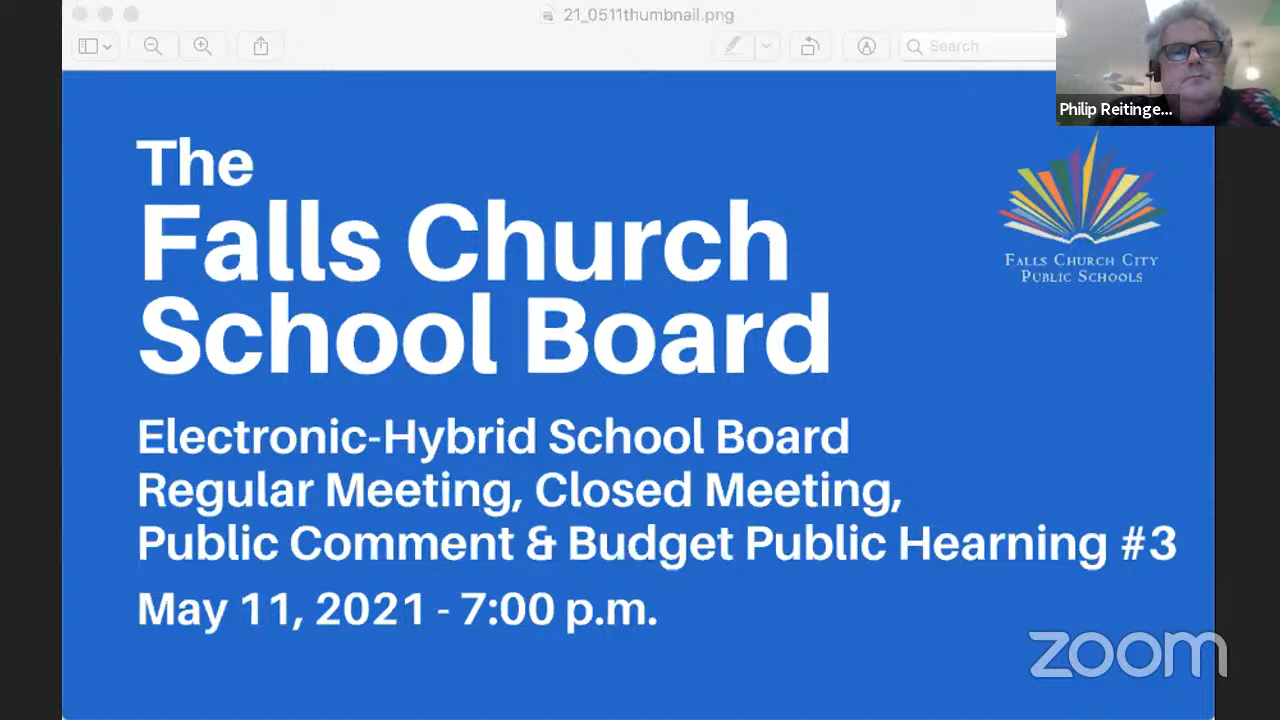 21_0511thumbnail.png
Search
Philip Reitinge...
The
Falls Church
School Board
FALLS CHURCH CITY
PUBLIC SCHOOLS
Electronic-Hybrid School Board
Regular Meeting, Closed Meeting,
Public Comment & Budget Public Hearning #3
May 11, 2021 - 7:00 p.m.
zoom